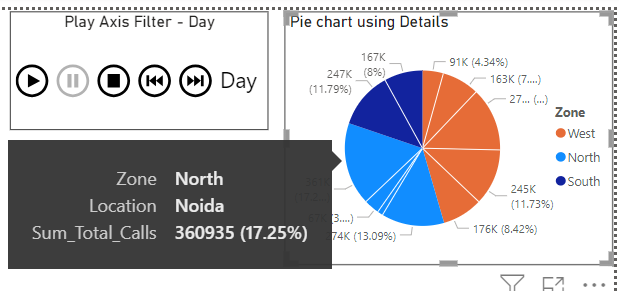 Play Axis Filter - Day
Day
Pie chart using Details
167K
(8%)
91K (4.34%)
247K
(11.79%)
163K (7....)
27... (...)
245K
(11.73%)
176K (8.42%)
274K (13.09%)
Zone
West
North
South
Zone North
Location Noida
Sum_Total_Calls 360935 (17.25%)